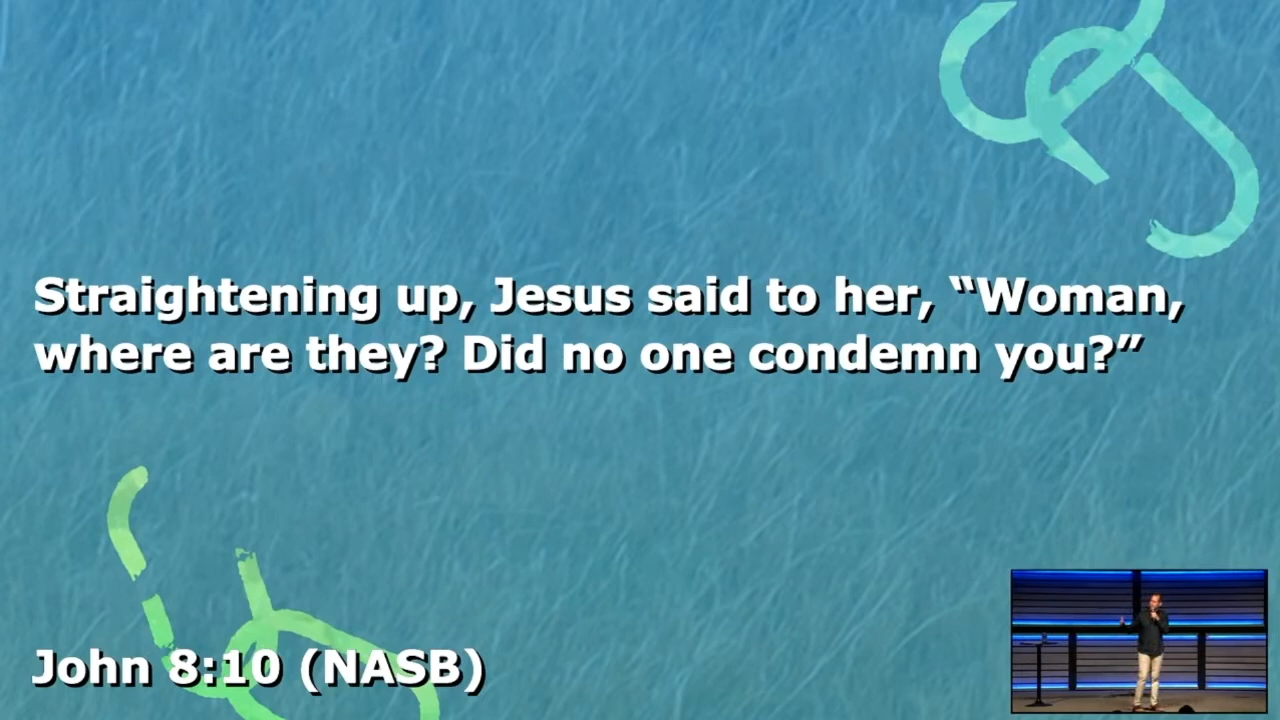 Straightening up, Jesus said to her, “Woman,
where are they? Did no one condemn you?”
John 8:10 (NASB)